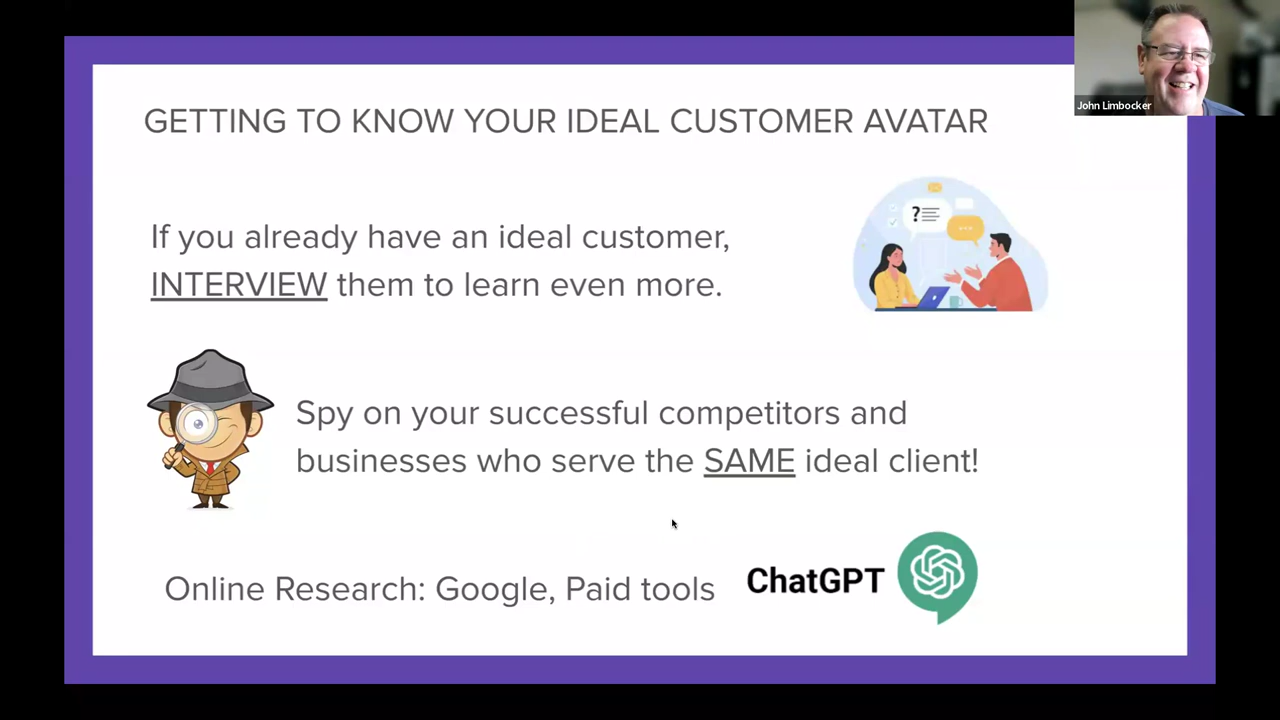 John Limbocker
GETTING TO KNOW YOUR IDEAL CUSTOMER AVATAR
If you already have an ideal customer,
INTERVIEW them to learn even more.
?
Spy on your successful competitors and
businesses who serve the SAME ideal client!
Online Research: Google, Paid tools
ChatGPT